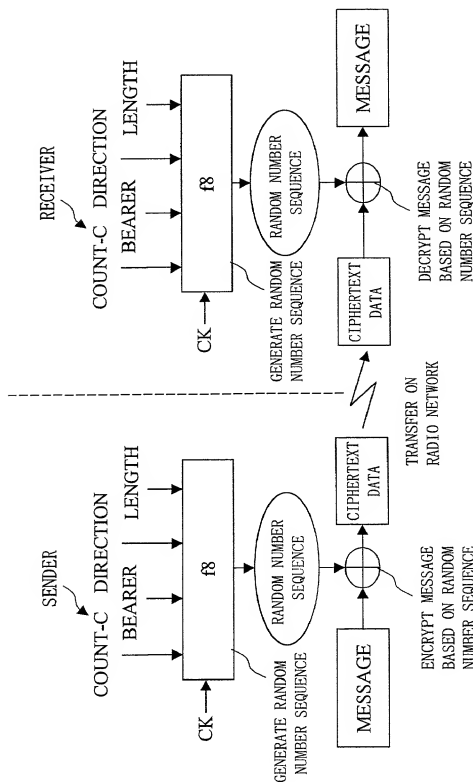 SENDER
COUNT-C DIRECTION
BEARER LENGTH
CK
f8
GENERATE RANDOM
NUMBER SEQUENCE
RANDOM NUMBER
SEQUENCE
MESSAGE
CIPHERTEXT
DATA
ENCRYPT MESSAGE
BASED ON RANDOM
NUMBER SEQUENCE
TRANSFER ON
RADIO NETWORK
RECEIVER
COUNT-C DIRECTION
BEARER LENGTH
CK
f8
GENERATE RANDOM
NUMBER SEQUENCE
RANDOM NUMBER
SEQUENCE
CIPHERTEXT
DATA
MESSAGE
DECRYPT MESSAGE
BASED ON RANDOM
NUMBER SEQUENCE